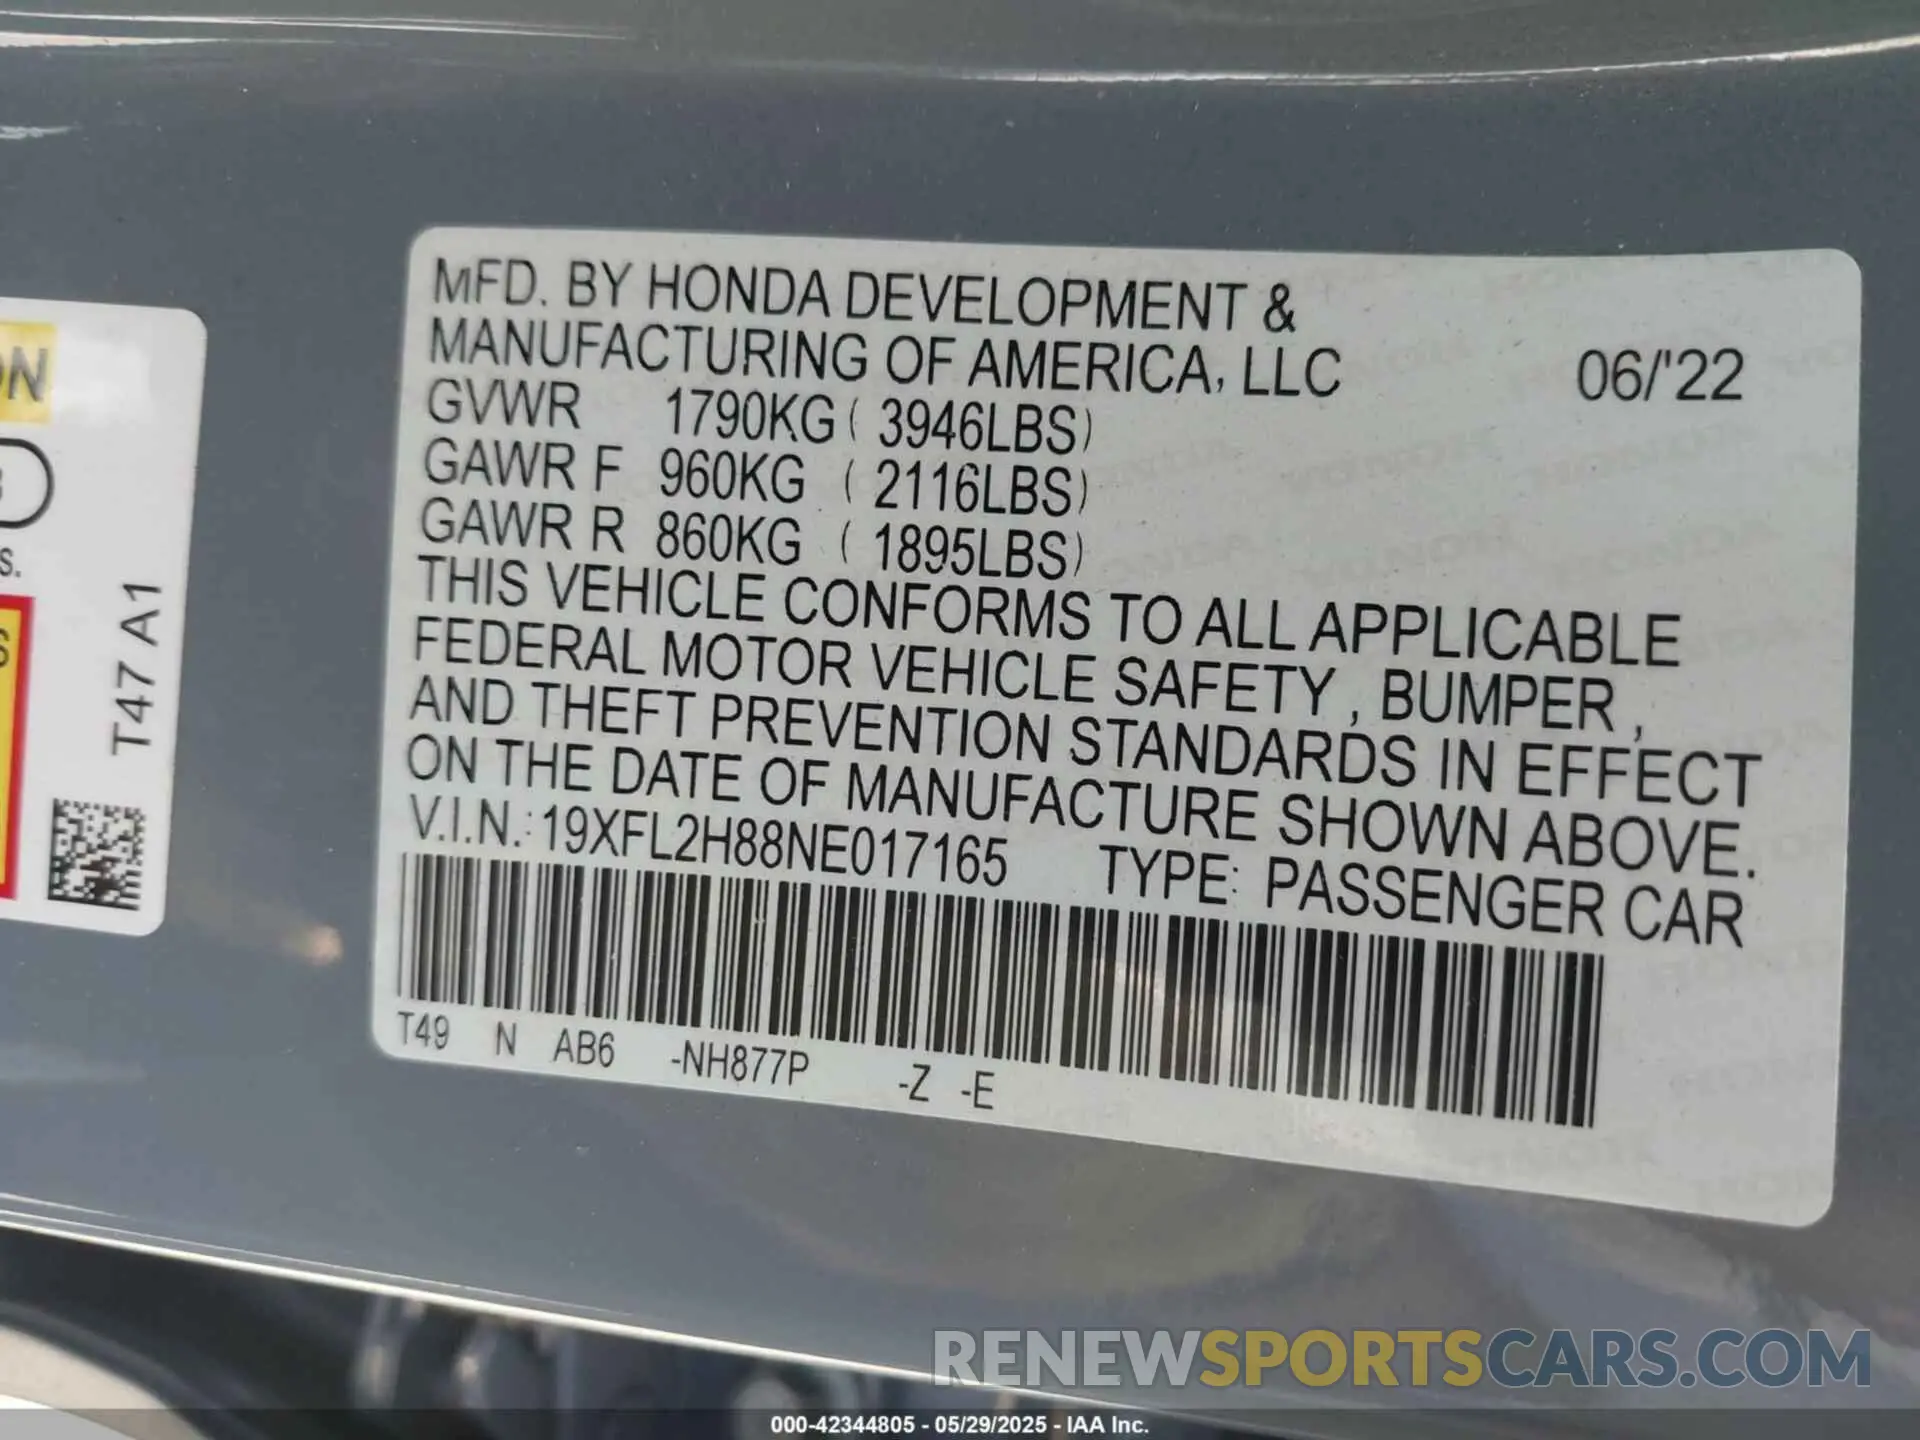 MFD. BY HONDA DEVELOPMENT &
MANUFACTURING OF AMERICA, LLC 06/'22
GVWR 1790KG ( 3946LBS)
GAWR F 960KG ( 2116LBS)
GAWR R 860KG ( 1895LBS)
THIS VEHICLE CONFORMS TO ALL APPLICABLE
FEDERAL MOTOR VEHICLE SAFETY , BUMPER ,
AND THEFT PREVENTION STANDARDS IN EFFECT
ON THE DATE OF MANUFACTURE SHOWN ABOVE.
V.I.N.: 19XFL2H88NE017165 TYPE: PASSENGER CAR
T49 N AB6 -NH877P -Z -E
T47 A1
RENEWSPORTSCARS.COM
000-42344805 - 05/29/2025 - IAA Inc.